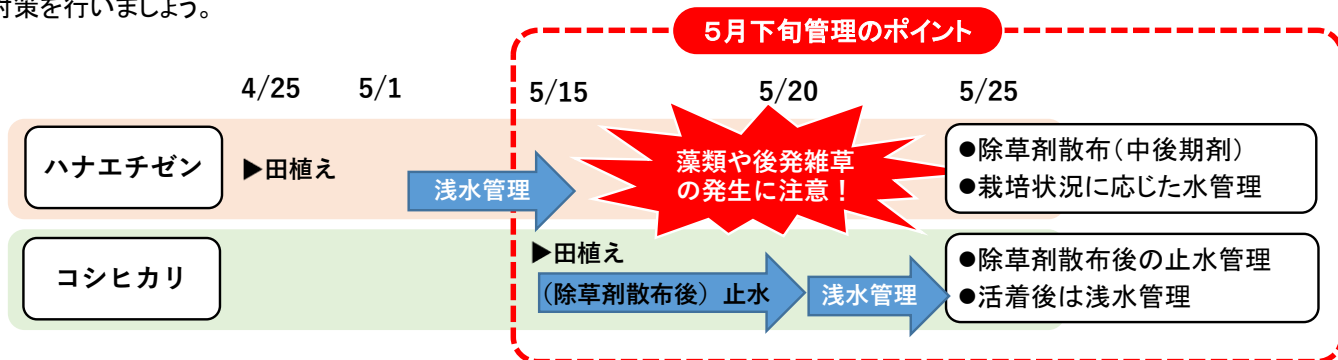 対策を行いましょう。
5月下旬管理のポイント
4/25 5/1 5/15 5/20 5/25
ハナエチゼン
▶田植え
浅水管理
藻類や後発雑草
の発生に注意！
●除草剤散布（中後期剤）
●栽培状況に応じた水管理
コシヒカリ
▶田植え
（除草剤散布後）止水
浅水管理
●除草剤散布後の止水管理
●活着後は浅水管理